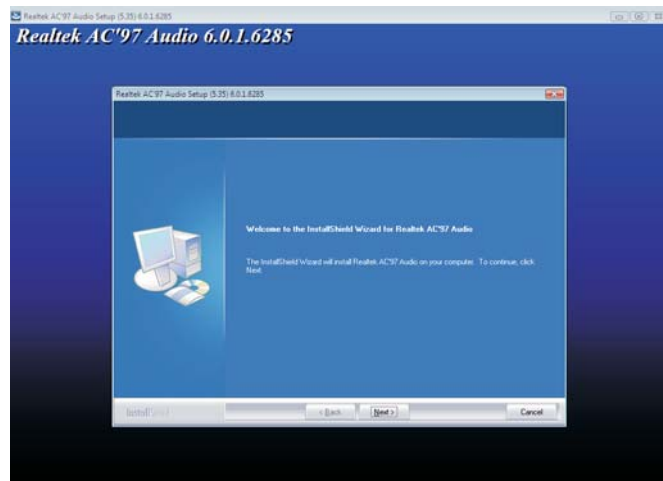 Realtek AC'97 Audio Setup (5.35) 6.0.1.6285
Realtek AC'97 Audio 6.0.1.6285
Realtek AC'97 Audio Setup (5.35) 6.0.1.6285
Welcome to the InstallShield Wizard for Realtek AC'97 Audio
The InstallShield Wizard will install Realtek AC'97 Audio on your computer. To continue, click
Next.
InstallShield
< Back
Next >
Cancel